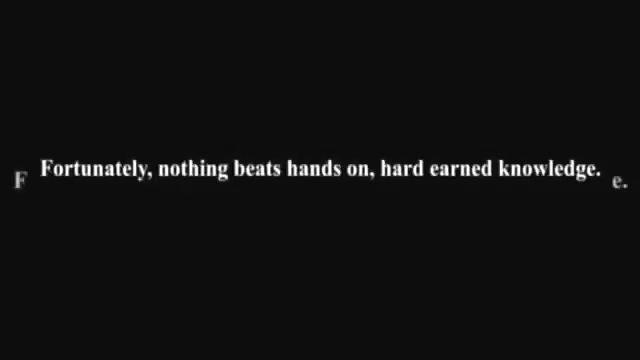 Fortunately, nothing beats hands on, hard earned knowledge.
F
e.